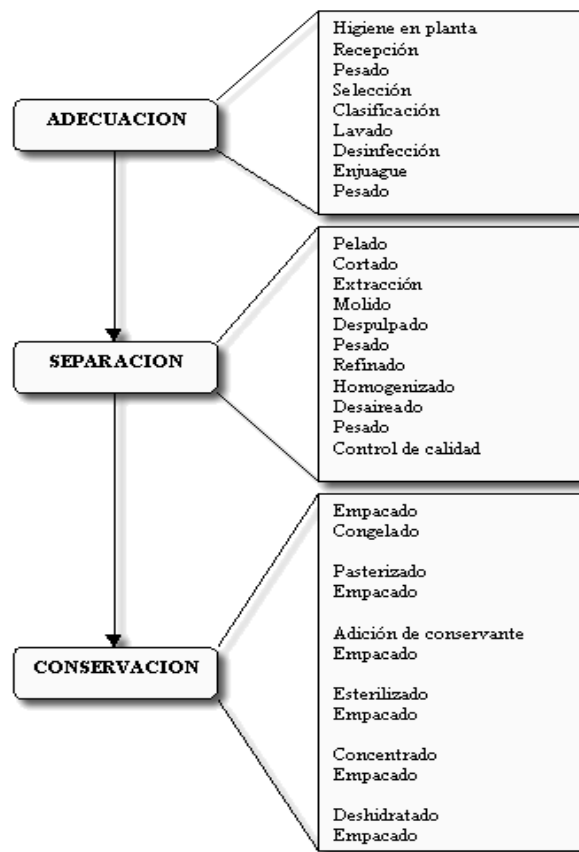 ADECUACION
Higiene en planta
Recepción
Pesado
Selección
Clasificación
Lavado
Desinfección
Enjuague
Pesado
SEPARACION
Pelado
Cortado
Extracción
Molido
Despulpado
Pesado
Refinado
Homogenizado
Desaireado
Pesado
Control de calidad
CONSERVACION
Empacado
Congelado
Pasterizado
Empacado
Adición de conservante
Empacado
Esterilizado
Empacado
Concentrado
Empacado
Deshidratado
Empacado